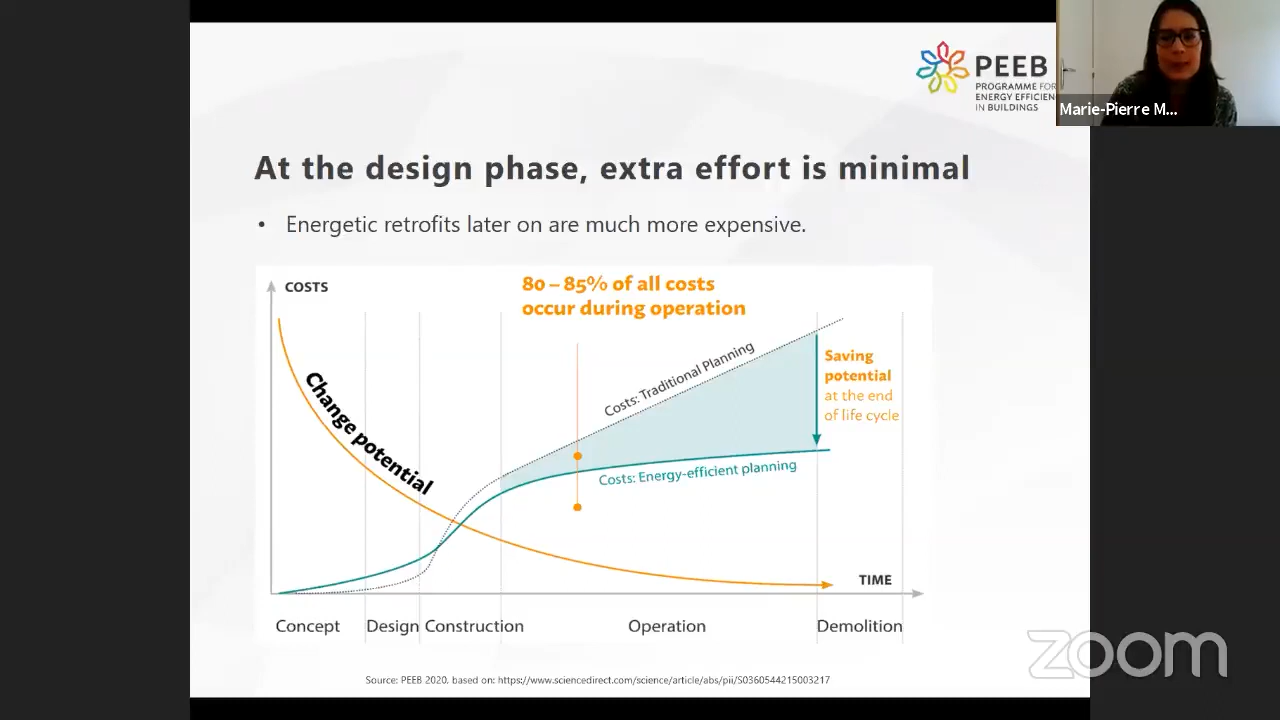 PEEB
PROGRAMME FOR
ENERGY EFFICIEN
IN BUILDINGS
Marie-Pierre M...
At the design phase, extra effort is minimal
• Energetic retrofits later on are much more expensive.
COSTS
80 – 85% of all costs
occur during operation
Change potential
Costs: Traditional Planning
Saving
potential
at the end
of life cycle
Costs: Energy-efficient planning
TIME
Concept
Design
Construction
Operation
Demolition
zoom
Source: PEEB 2020, based on: https://www.sciencedirect.com/science/article/abs/pii/S0360544215003217